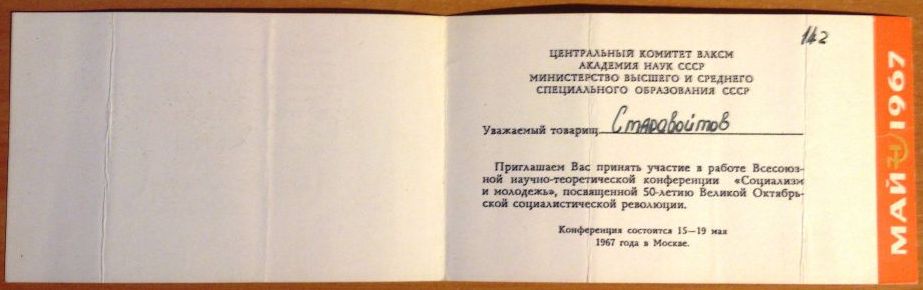 142
ЦЕНТРАЛЬНЫЙ КОМИТЕТ ВЛКСМ
АКАДЕМИЯ НАУК СССР
МИНИСТЕРСТВО ВЫСШЕГО И СРЕДНЕГО
СПЕЦИАЛЬНОГО ОБРАЗОВАНИЯ СССР
Уважаемый товарищ Старовойтов
Приглашаем Вас принять участие в работе Всесоюз-
ной научно-теоретической конференции «Социализм
и молодежь», посвященной 50-летию Великой Октябрь-
ской социалистической революции.
Конференция состоится 15—19 мая
1967 года в Москве.
МАЙ 1967